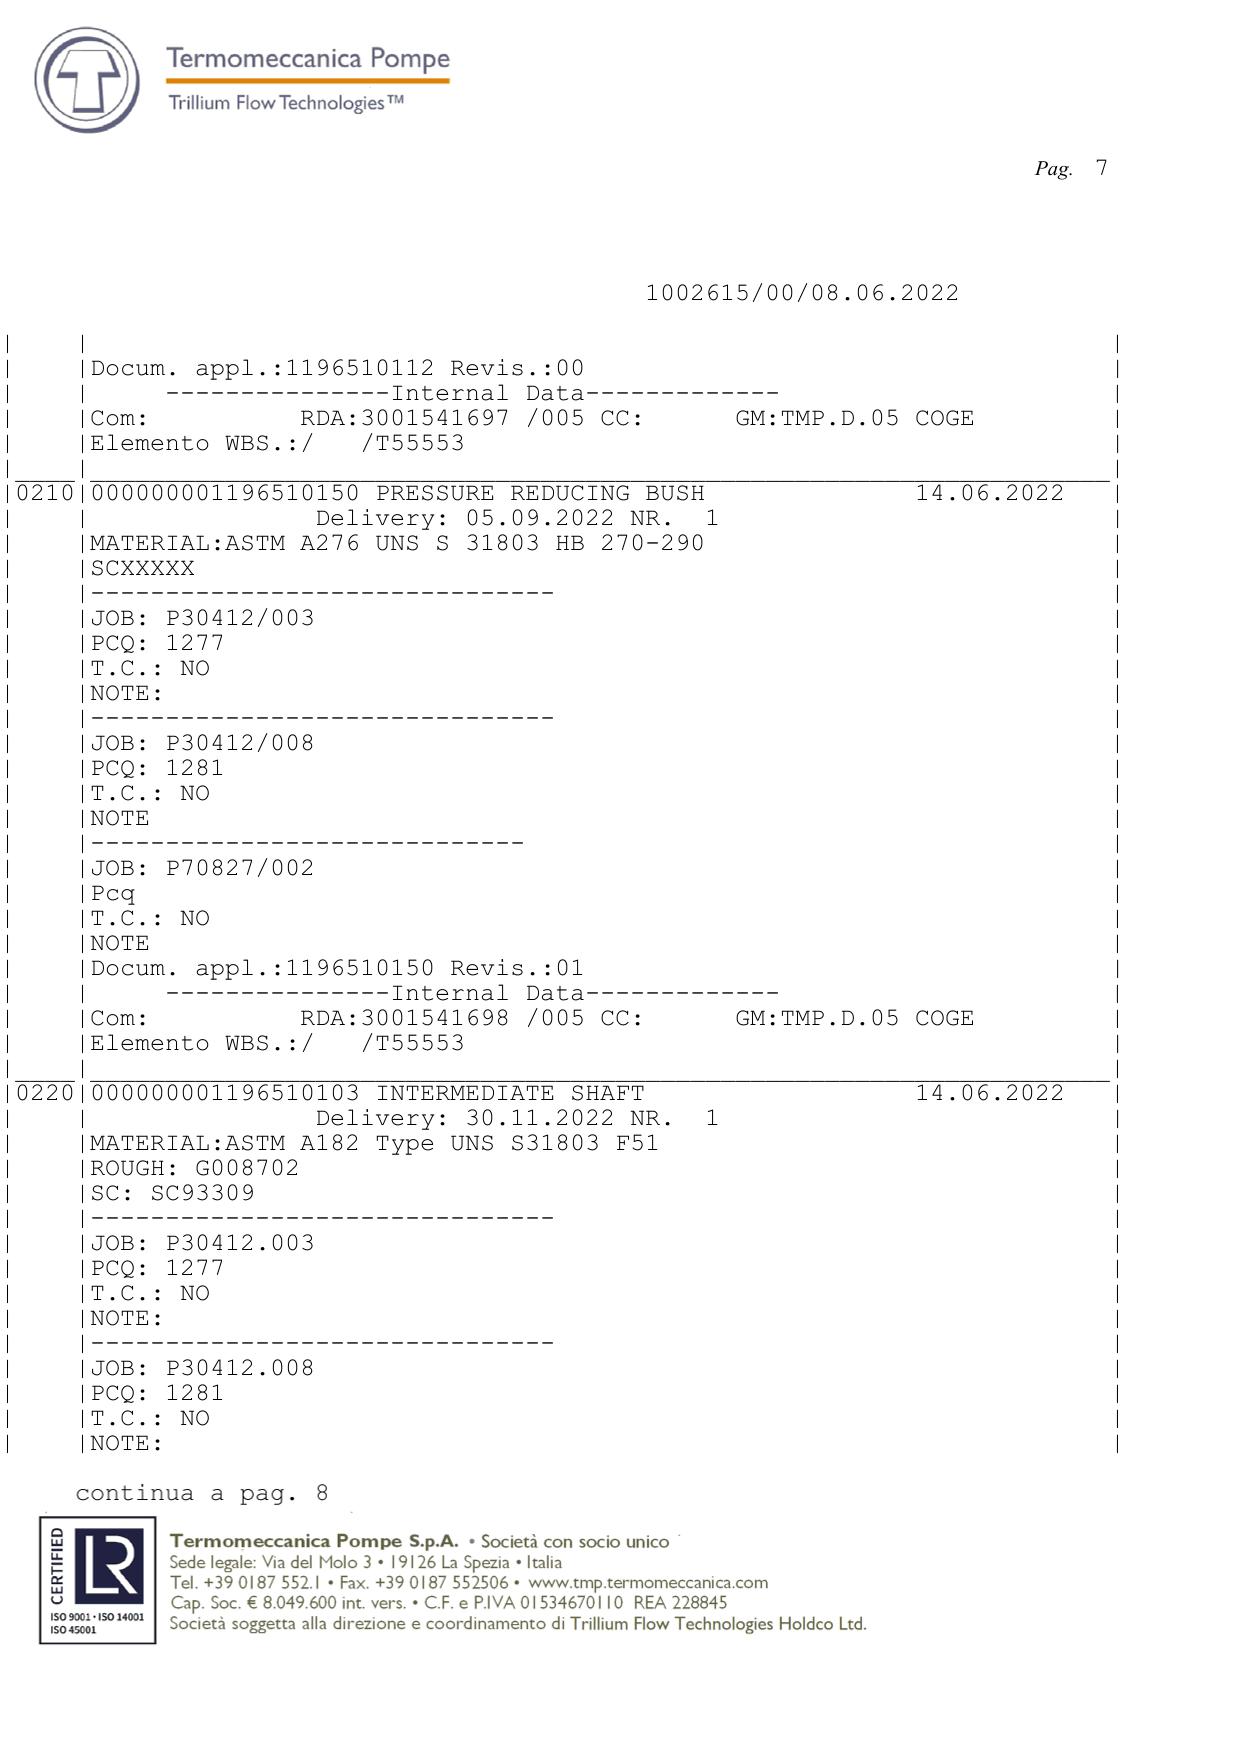 Termomeccanica Pompe
Trillium Flow Technologies™
Pag. 7
1002615/00/08.06.2022
| | |
| |Docum. appl.:1196510112 Revis.:00 |
| | ---------------Internal Data------------- |
| |Com: RDA:3001541697 /005 CC: GM:TMP.D.05 COGE |
| |Elemento WBS.:/ /T55553 |
|____|____________________________________________________________________|
|0210|000000001196510150 PRESSURE REDUCING BUSH 14.06.2022 |
| | Delivery: 05.09.2022 NR. 1 |
| |MATERIAL:ASTM A276 UNS S 31803 HB 270-290 |
| |SCXXXXX |
| |------------------------------- |
| |JOB: P30412/003 |
| |PCQ: 1277 |
| |T.C.: NO |
| |NOTE: |
| |------------------------------- |
| |JOB: P30412/008 |
| |PCQ: 1281 |
| |T.C.: NO |
| |NOTE |
| |----------------------------- |
| |JOB: P70827/002 |
| |Pcq |
| |T.C.: NO |
| |NOTE |
| |Docum. appl.:1196510150 Revis.:01 |
| | ---------------Internal Data------------- |
| |Com: RDA:3001541698 /005 CC: GM:TMP.D.05 COGE |
| |Elemento WBS.:/ /T55553 |
|____|____________________________________________________________________|
|0220|000000001196510103 INTERMEDIATE SHAFT 14.06.2022 |
| | Delivery: 30.11.2022 NR. 1 |
| |MATERIAL:ASTM A182 Type UNS S31803 F51 |
| |ROUGH: G008702 |
| |SC: SC93309 |
| |------------------------------- |
| |JOB: P30412.003 |
| |PCQ: 1277 |
| |T.C.: NO |
| |NOTE: |
| |------------------------------- |
| |JOB: P30412.008 |
| |PCQ: 1281 |
| |T.C.: NO |
| |NOTE: |
continua a pag. 8
CERTIFIED
LR
ISO 9001 • ISO 14001
ISO 45001
Termomeccanica Pompe S.p.A. • Società con socio unico
Sede legale: Via del Molo 3 • 19126 La Spezia • Italia
Tel. +39 0187 552.1 • Fax. +39 0187 552506 • www.tmp.termomeccanica.com
Cap. Soc. € 8.049.600 int. vers. • C.F. e P.IVA 01534670110 REA 228845
Società soggetta alla direzione e coordinamento di Trillium Flow Technologies Holdco Ltd.